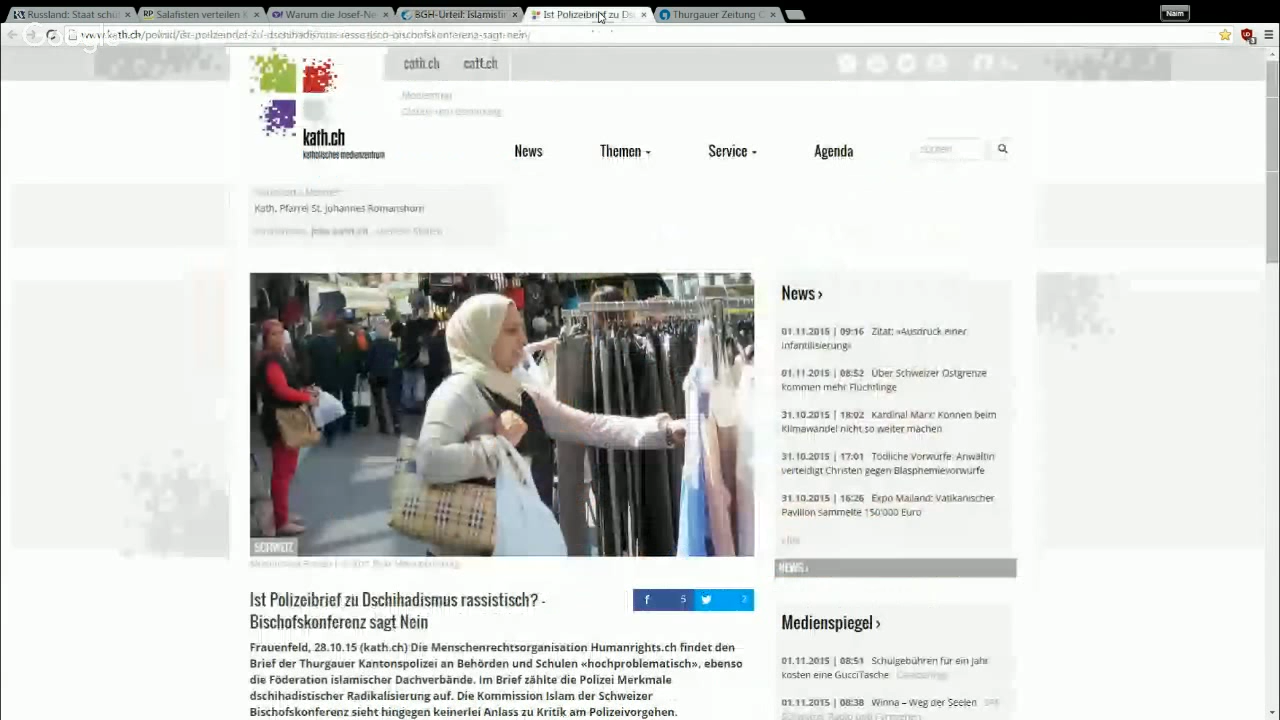 Russland: Staat sch
Salafisten verteilen
Warum die Josef-Ne
BGH-Urteil: Islamistin
Ist Polizeibrief zu Ds
Thurgauer Zeitung
Naim
Google
kath.ch
catt.ch
kath.ch
katholisches medienzentrum
News
Themen
Service
Agenda
Kath. Pfarrei St. Johannes Romanshorn
SCHWEIZ
Ist Polizeibrief zu Dschihadismus rassistisch? -
Bischofskonferenz sagt Nein
5
Frauenfeld, 28.10.15 (kath.ch) Die Menschenrechtsorganisation Humanrights.ch findet den
Brief der Thurgauer Kantonspolizei an Behörden und Schulen «hochproblematisch», ebenso
die Föderation islamischer Dachverbände. Im Brief zählte die Polizei Merkmale
dschihadistischer Radikalisierung auf. Die Kommission Islam der Schweizer
Bischofskonferenz sieht hingegen keinerlei Anlass zu Kritik am Polizeivorgehen.
News ›
01.11.2015 | 09:16 Zitat: «Ausdruck einer
Infantilisierung»
01.11.2015 | 08:52 Über Schweizer Ostgrenze
kommen mehr Flüchtlinge
31.10.2015 | 18:02 Kardinal Marx: Können beim
Klimawandel nicht so weiter machen
31.10.2015 | 17:01 Tödliche Vorwürfe: Anwältin
verteidigt Christen gegen Blasphemievorwürfe
31.10.2015 | 16:26 Expo Mailand: Vatikanischer
Pavillon sammelte 150'000 Euro
NEWS ›
Medienspiegel ›
01.11.2015 | 08:51 Schulgebühren für ein Jahr
kosten eine GucciTasche
01.11.2015 | 08:38 Winna – Weg der Seelen